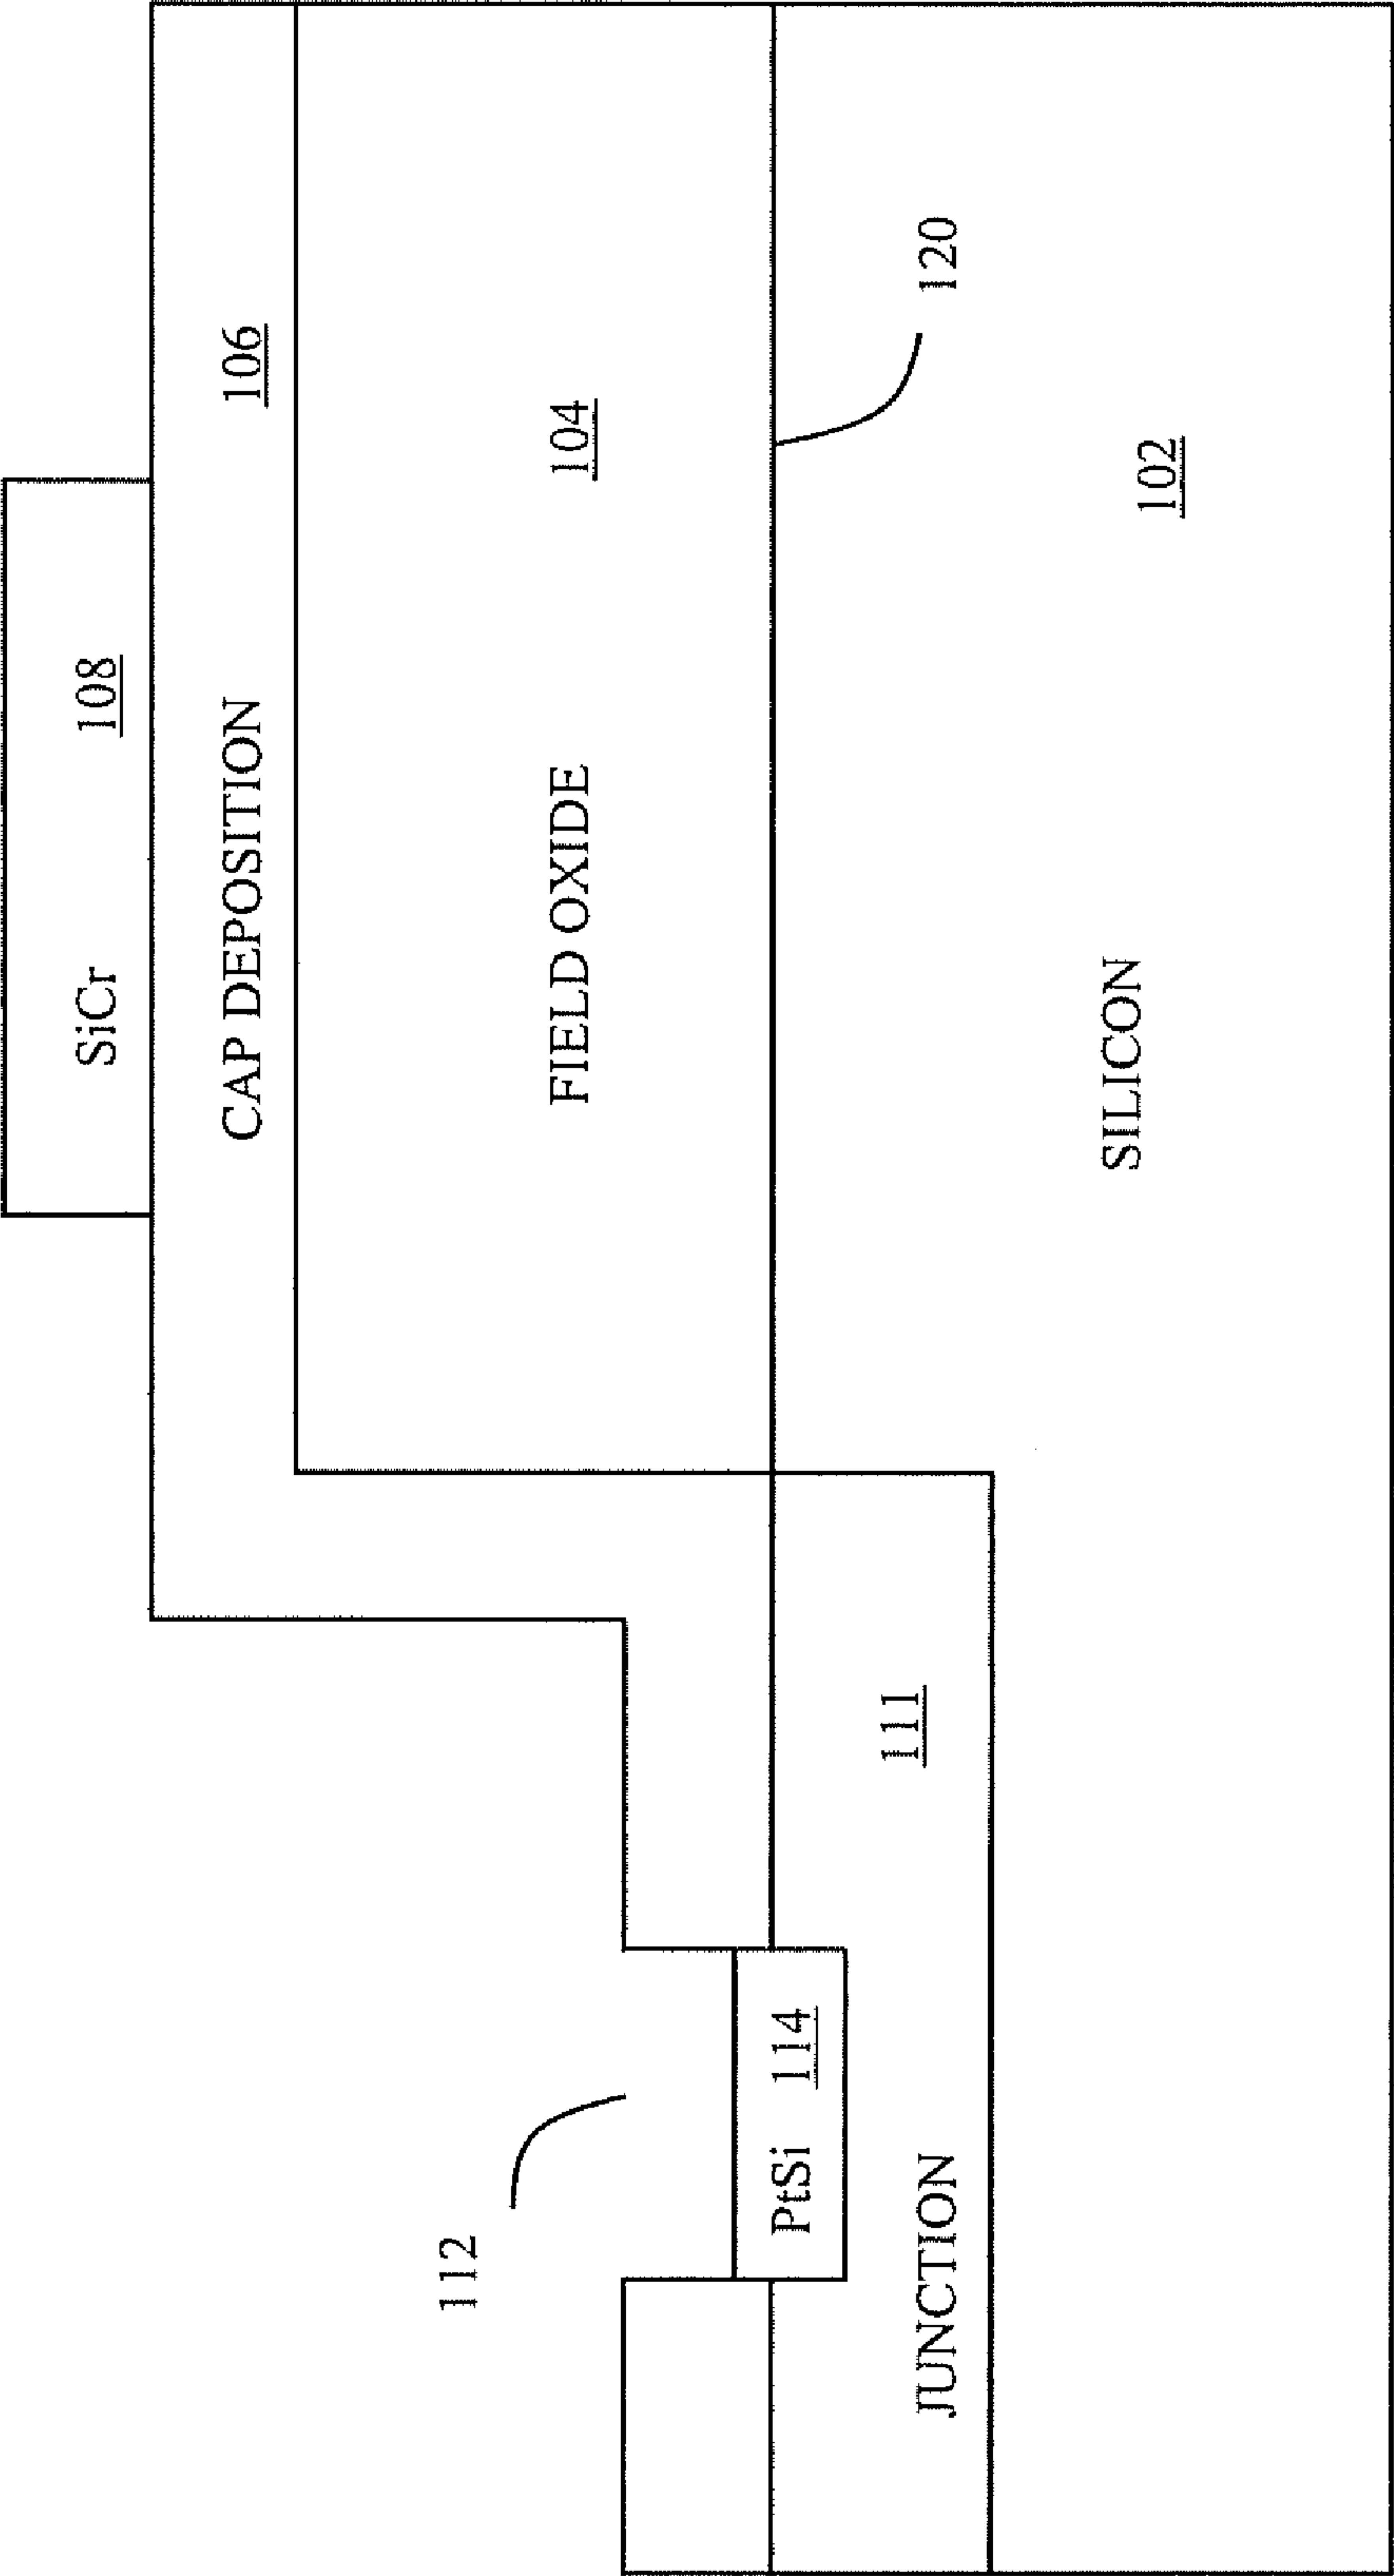 SiCr 108
CAP DEPOSITION 106
112
FIELD OXIDE 104
PtSi 114
JUNCTION 111
120
SILICON 102